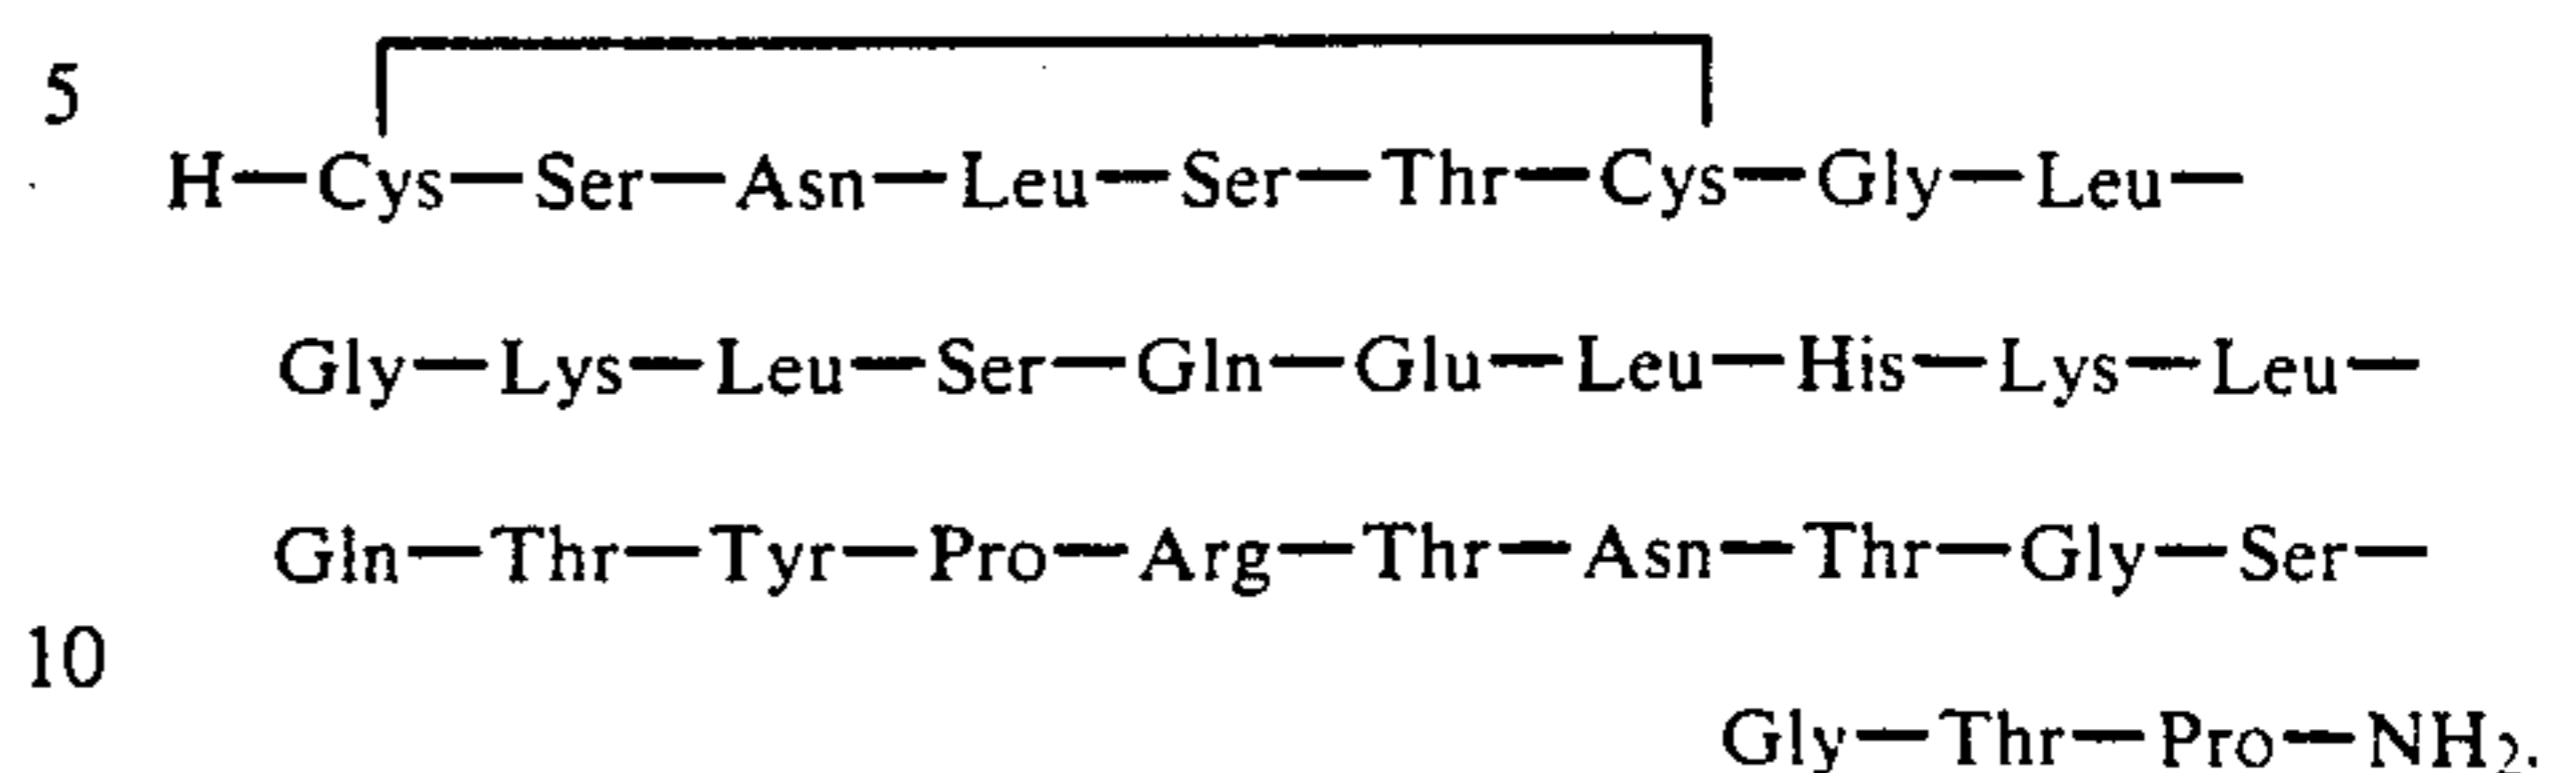 5
H—Cys—Ser—Asn—Leu—Ser—Thr—Cys—Gly—Leu—
Gly—Lys—Leu—Ser—Gln—Glu—Leu—His—Lys—Leu—
Gln—Thr—Tyr—Pro—Arg—Thr—Asn—Thr—Gly—Ser—
10
Gly—Thr—Pro—NH₂.